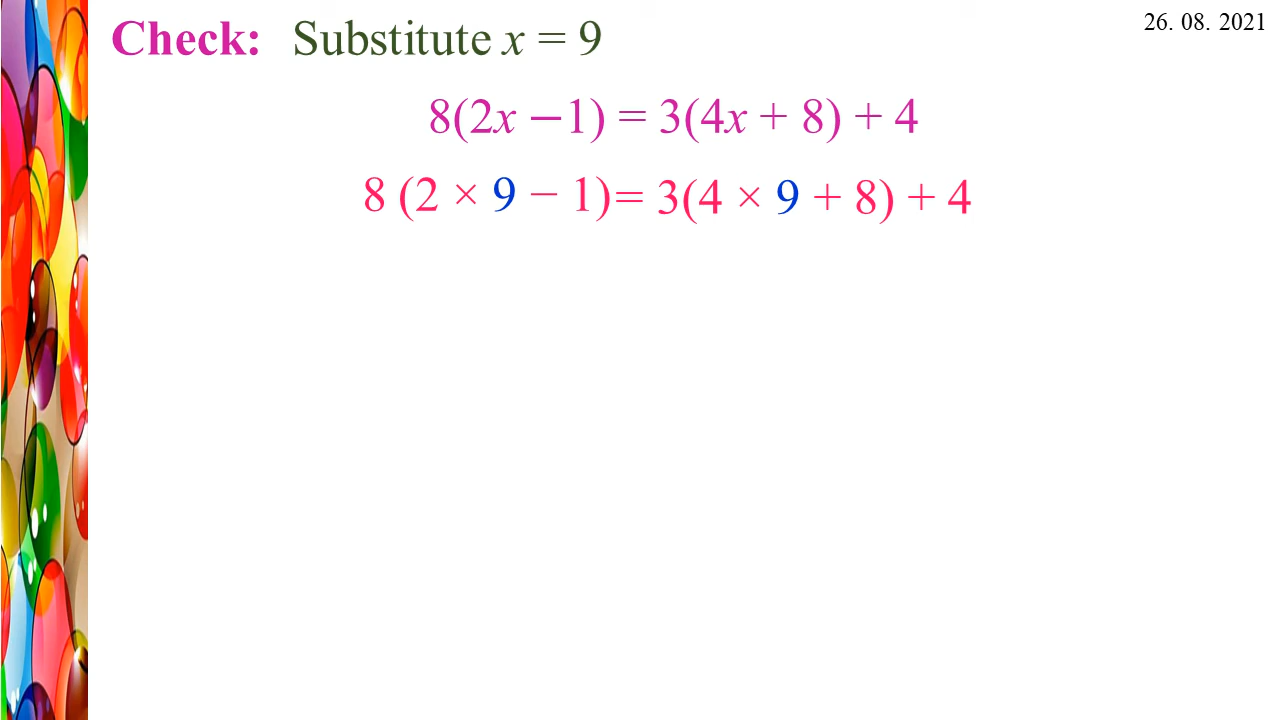 Check: Substitute x = 9
26. 08. 2021
8(2x −1) = 3(4x + 8) + 4
8 (2 × 9 − 1)= 3(4 × 9 + 8) + 4